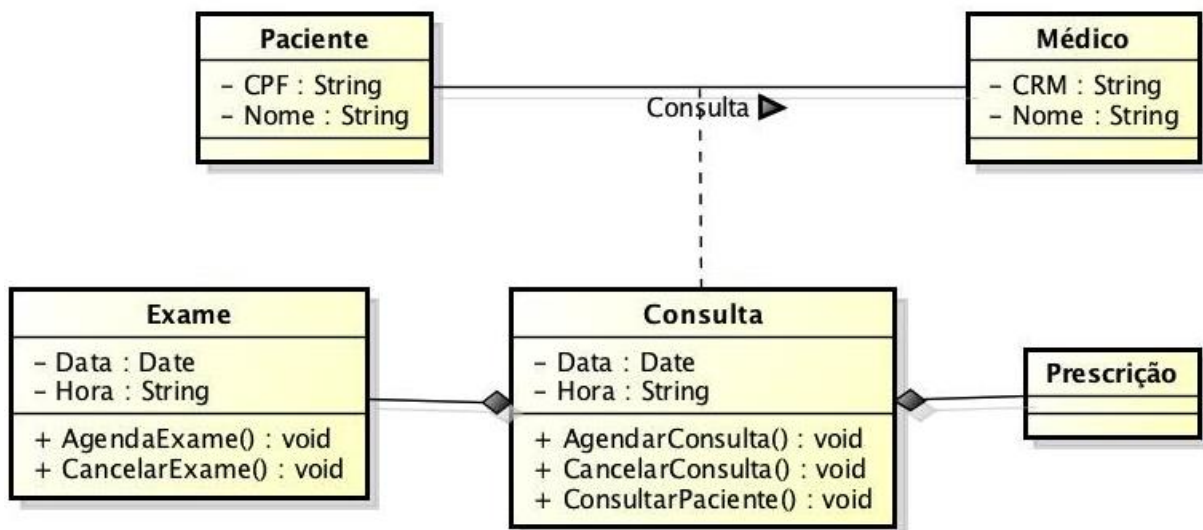 Paciente
- CPF : String
- Nome : String
Médico
- CRM : String
- Nome : String
Consulta
Exame
- Data : Date
- Hora : String
+ AgendaExame() : void
+ CancelarExame() : void
Consulta
- Data : Date
- Hora : String
+ AgendarConsulta() : void
+ CancelarConsulta() : void
+ ConsultarPaciente() : void
Prescrição